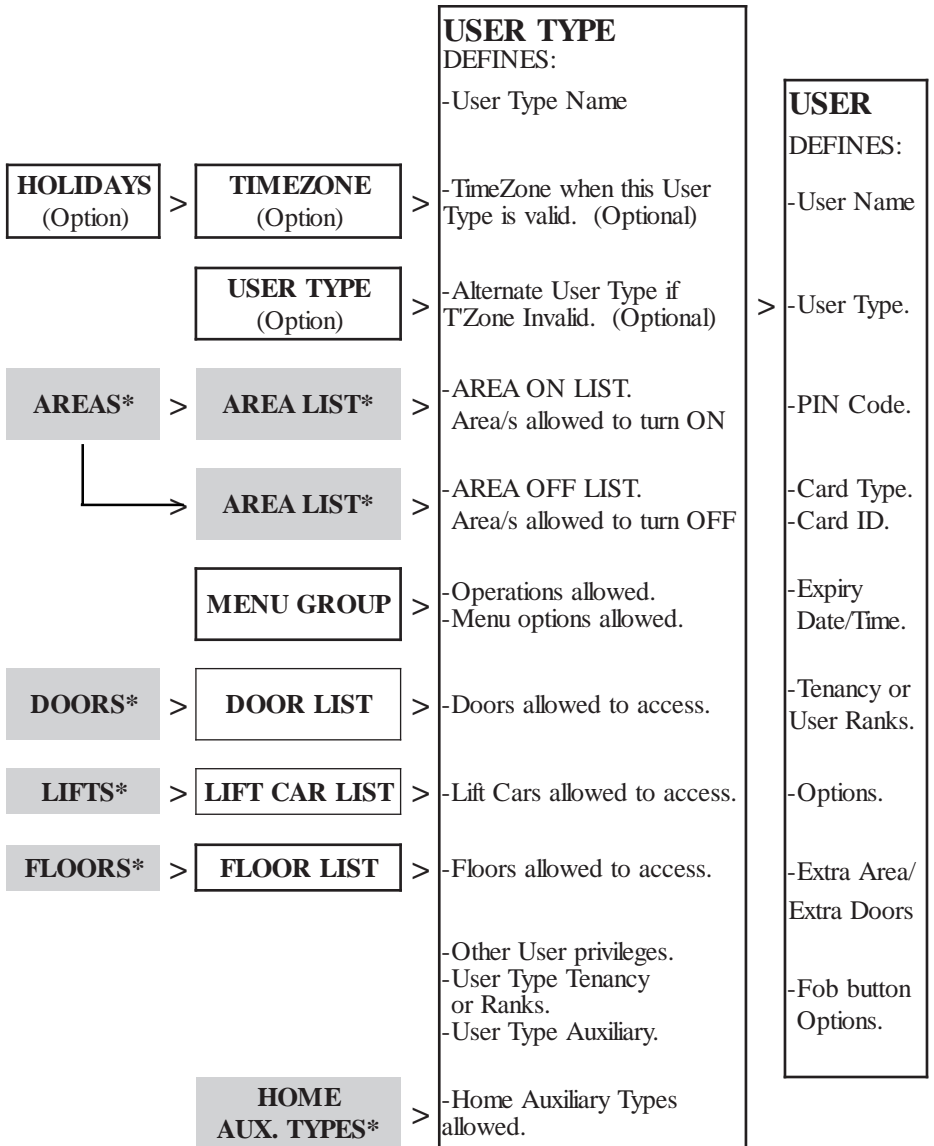 USER TYPE
DEFINES:
-User Type Name
USER
DEFINES:
HOLIDAYS
(Option)
>
TIMEZONE
(Option)
>
-TimeZone when this User
Type is valid. (Optional)
-User Name
USER TYPE
(Option)
>
-Alternate User Type if
T'Zone Invalid. (Optional)
>
-User Type.
AREAS*
>
AREA LIST*
>
-AREA ON LIST.
Area/s allowed to turn ON
-PIN Code.
>
AREA LIST*
>
-AREA OFF LIST.
Area/s allowed to turn OFF
-Card Type.
-Card ID.
MENU GROUP
>
-Operations allowed.
-Menu options allowed.
-Expiry
Date/Time.
DOORS*
>
DOOR LIST
>
-Doors allowed to access.
-Tenancy or
User Ranks.
LIFTS*
>
LIFT CAR LIST
>
-Lift Cars allowed to access.
-Options.
FLOORS*
>
FLOOR LIST
>
-Floors allowed to access.
-Extra Area/
Extra Doors
-Other User privileges.
-User Type Tenancy
or Ranks.
-User Type Auxiliary.
-Fob button
Options.
HOME
AUX. TYPES*
>
-Home Auxiliary Types
allowed.